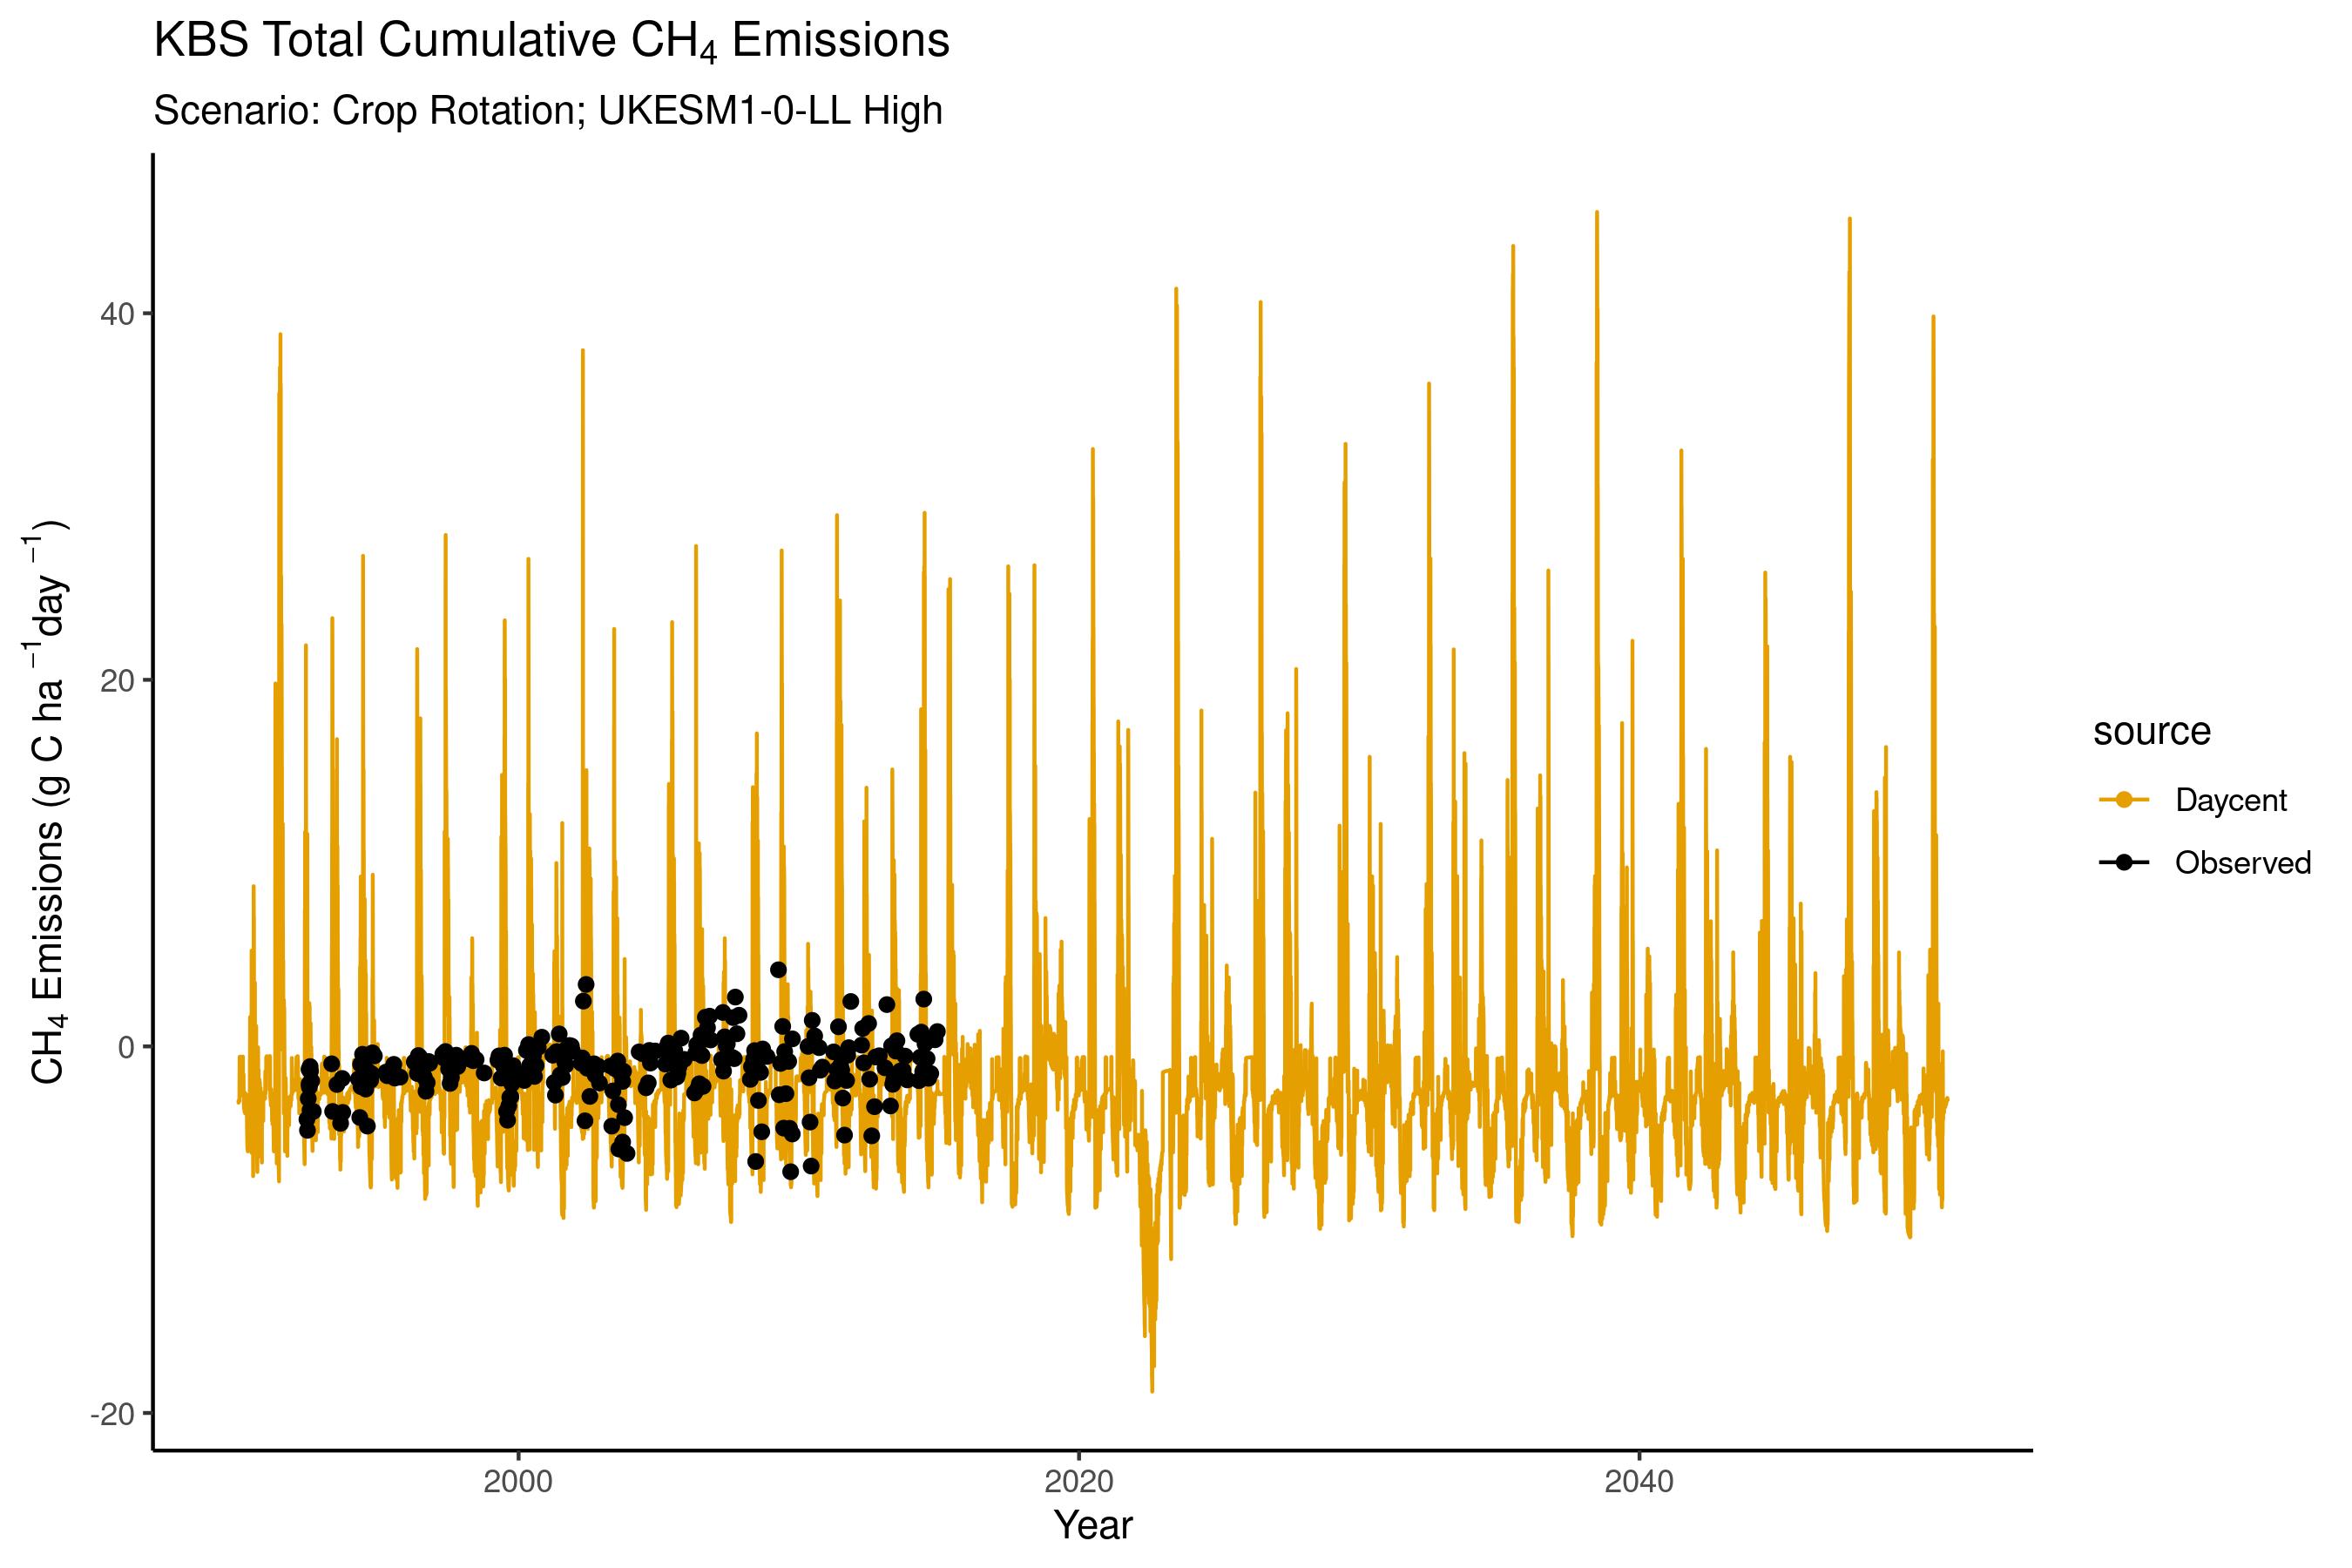 KBS Total Cumulative CH₄ Emissions
Scenario: Crop Rotation; UKESM1-0-LL High
CH₄ Emissions (g C ha ⁻¹day ⁻¹)
40
20
0
-20
2000
2020
2040
Year
source
Daycent
Observed